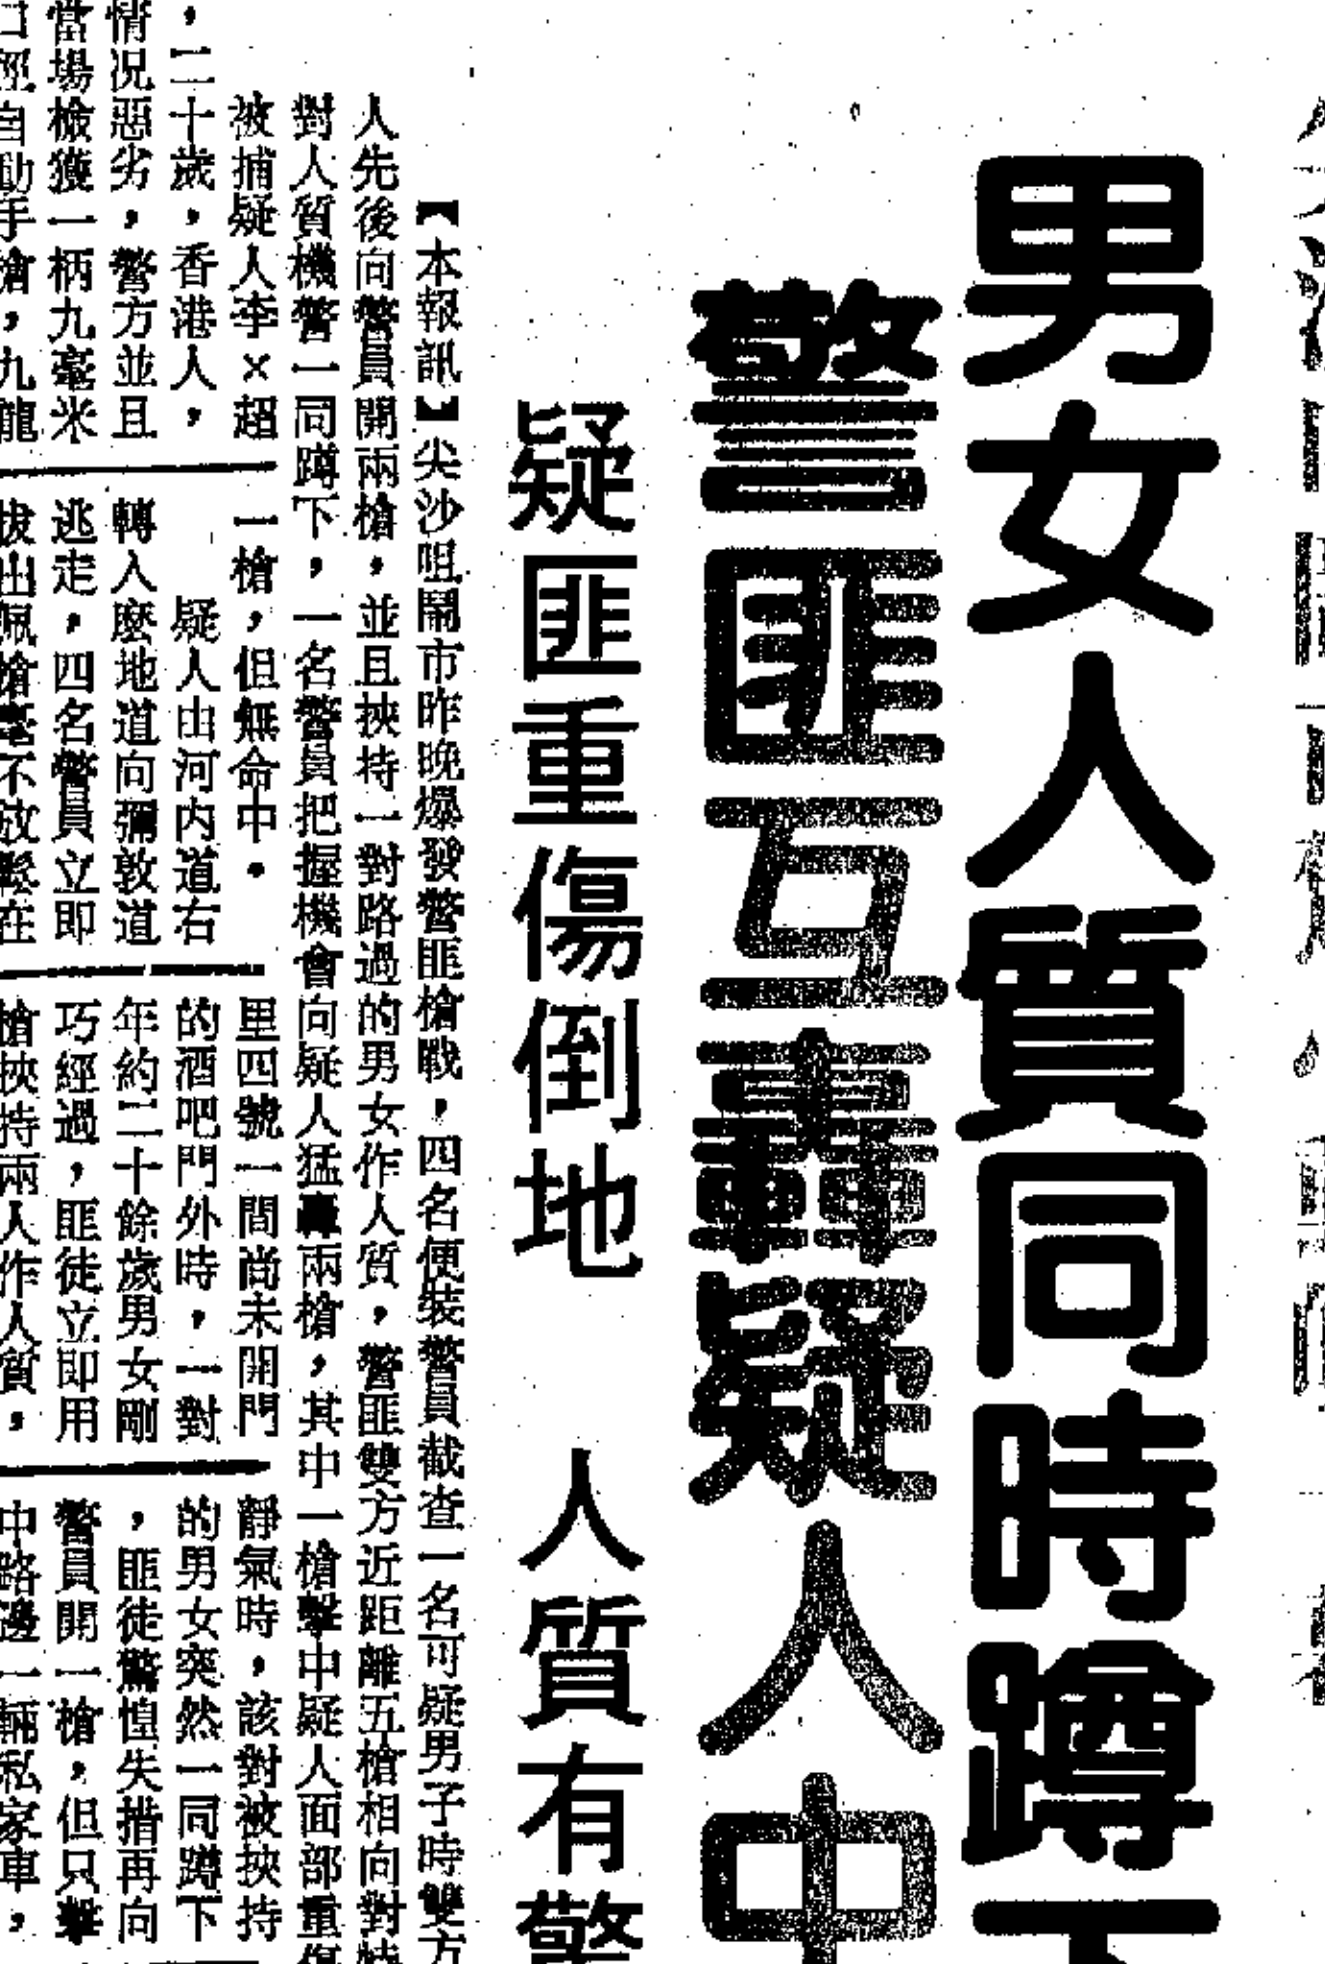 男女人質同時蹲下
警匪互轟疑人中
疑匪重傷倒地　人質有
【本報訊】尖沙咀鬧市昨晚爆發警匪槍戰，四名便裝警員截查一名可疑男子時雙方
人先後向警員開兩槍，並且挾持一對路過的男女作人質，警匪雙方近距離五槍相向對
對人質機警一同蹲下，一名警員把握機會向疑人猛轟兩槍，其中一槍擊中疑人面部重傷
被捕疑人李×超
，二十歲，香港人，
情况惡劣，警方並且
當場檢獲一柄九毫米
口徑自動手槍，九龍
一槍，但無命中。
疑人由河内道右
轉入麼地道向彌敦道
逃走，四名警員立即
拔出佩槍毫不放鬆在
里四號一間尚未開門
的酒吧門外時，一對
年約二十餘歲男女剛
巧經過，匪徒立即用
槍挾持兩人作人質，
靜氣時，該對被挾持
的男女突然一同蹲下
，匪徒驚惶失措再向
警員開一槍，但只擊
中路邊一輛私家車，